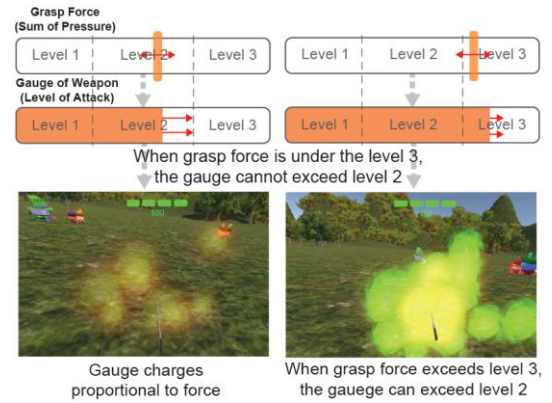 Grasp Force
(Sum of Pressure)
Level 1 Level 2 Level 3
Level 1 Level 2 Level 3
Gauge of Weapon
(Level of Attack)
Level 1 Level 2 Level 3
Level 1 Level 2 Level 3
When grasp force is under the level 3,
the gauge cannot exceed level 2
100
Gauge charges
proportional to force
When grasp force exceeds level 3,
the gauege can exceed level 2